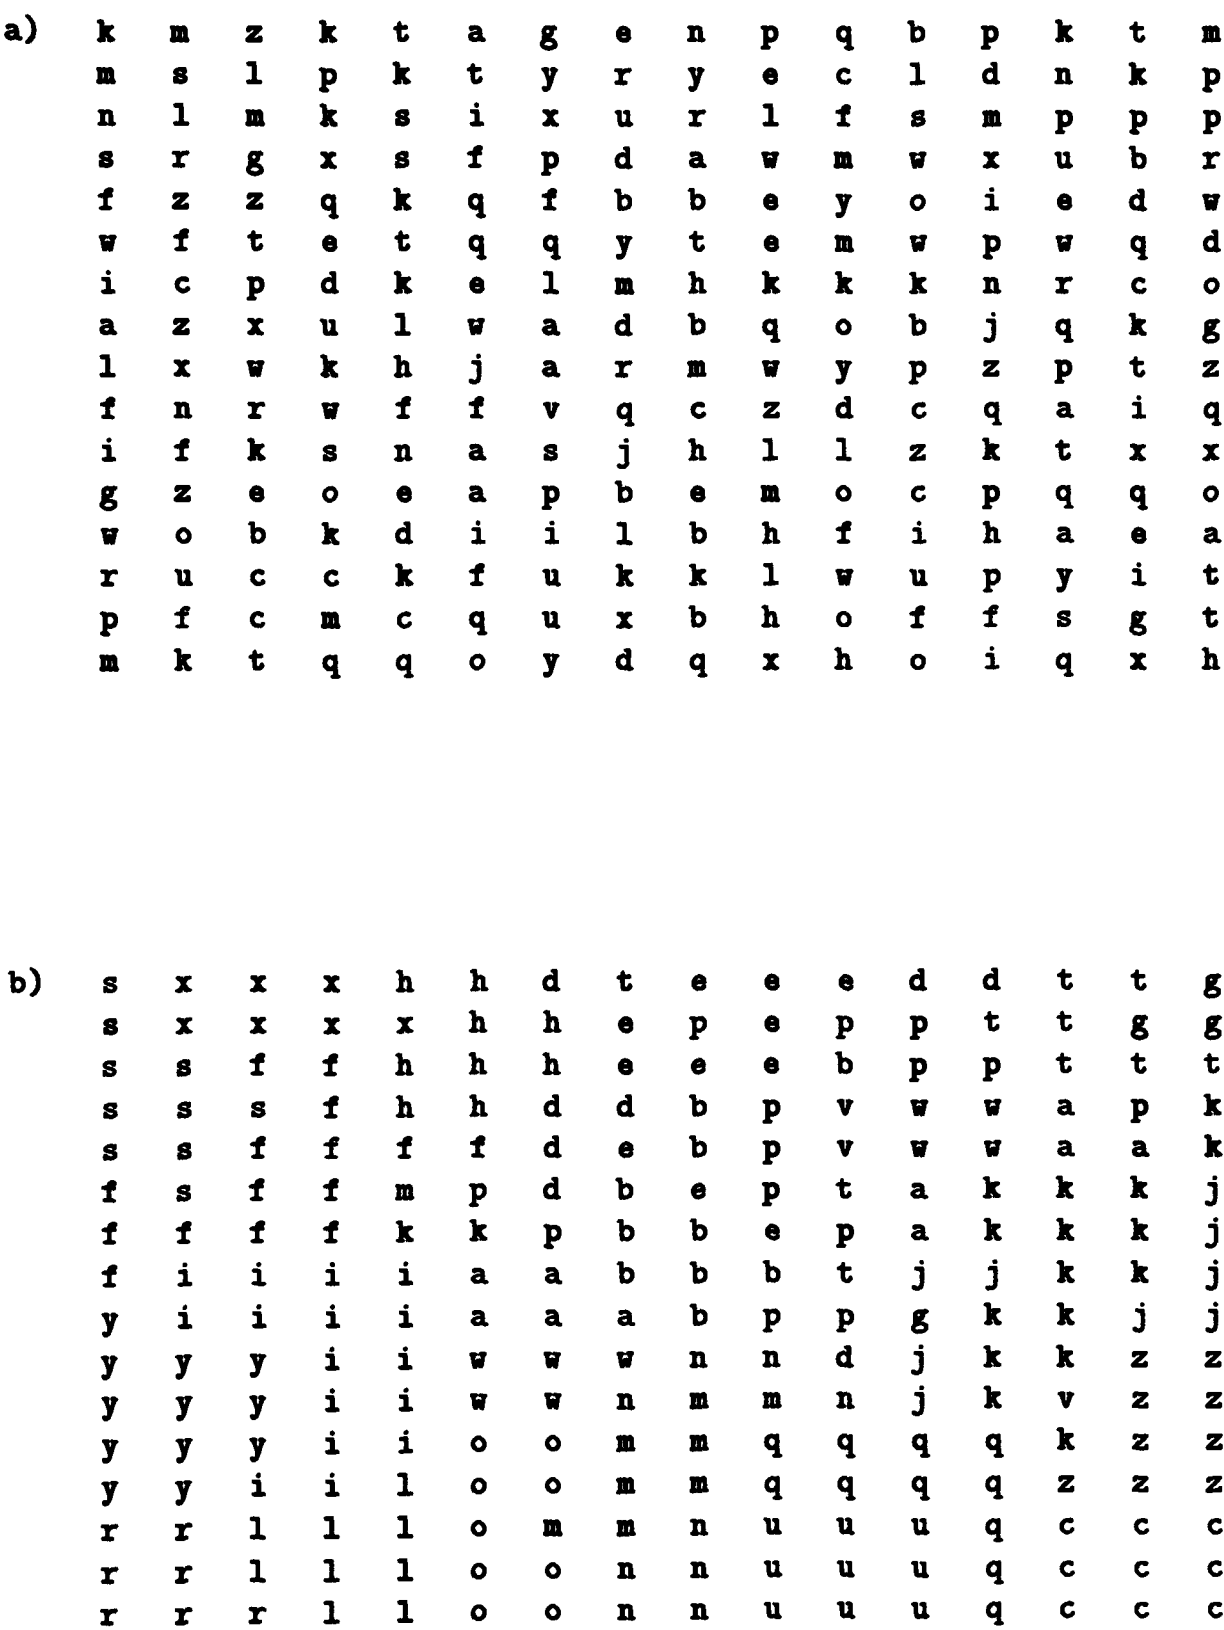 a) k m z k t a g e n p q b p k t m
m s l p k t y r y e c l d n k p
n l m k s i x u r l f s m p p p
s r g x s f p d a w m w x u b r
f z z q k q f b b e y o i e d w
w f t e t q q y t e m w p w q d
i c p d k e l m h k k k n r c o
a z x u l w a d b q o b j q k g
l x w k h j a r m w y p z p t z
f n r w f f v q c z d c q a i q
i f k s n a s j h l l z k t x x
g z e o e a p b e m o c p q q o
w o b k d i i l b h f i h a e a
r u c c k f u k k l w u p y i t
p f c m c q u x b h o f f s g t
m k t q q o y d q x h o i q x h
b) s x x x h h d t e e e d d t t g
s x x x x h h e p e p p t t g g
s s f f h h h e e e b p p t t t
s s s f h h d d b p v w w a p k
s s f f f f d e b p v w w a a k
f s f f m p d b e p t a k k k j
f f f f k k p b b e p a k k k j
f i i i i a a b b b t j j k k j
y i i i i a a a b p p g k k j j
y y y i i w w w n n d j k k z z
y y y i i w w n m m n j k v z z
y y y i i o o m m q q q q k z z
y y i i l o o m m q q q q z z z
r r l l l o m m n u u u q c c c
r r l l l o o n n u u u q c c c
r r r l l o o n n u u u q c c c